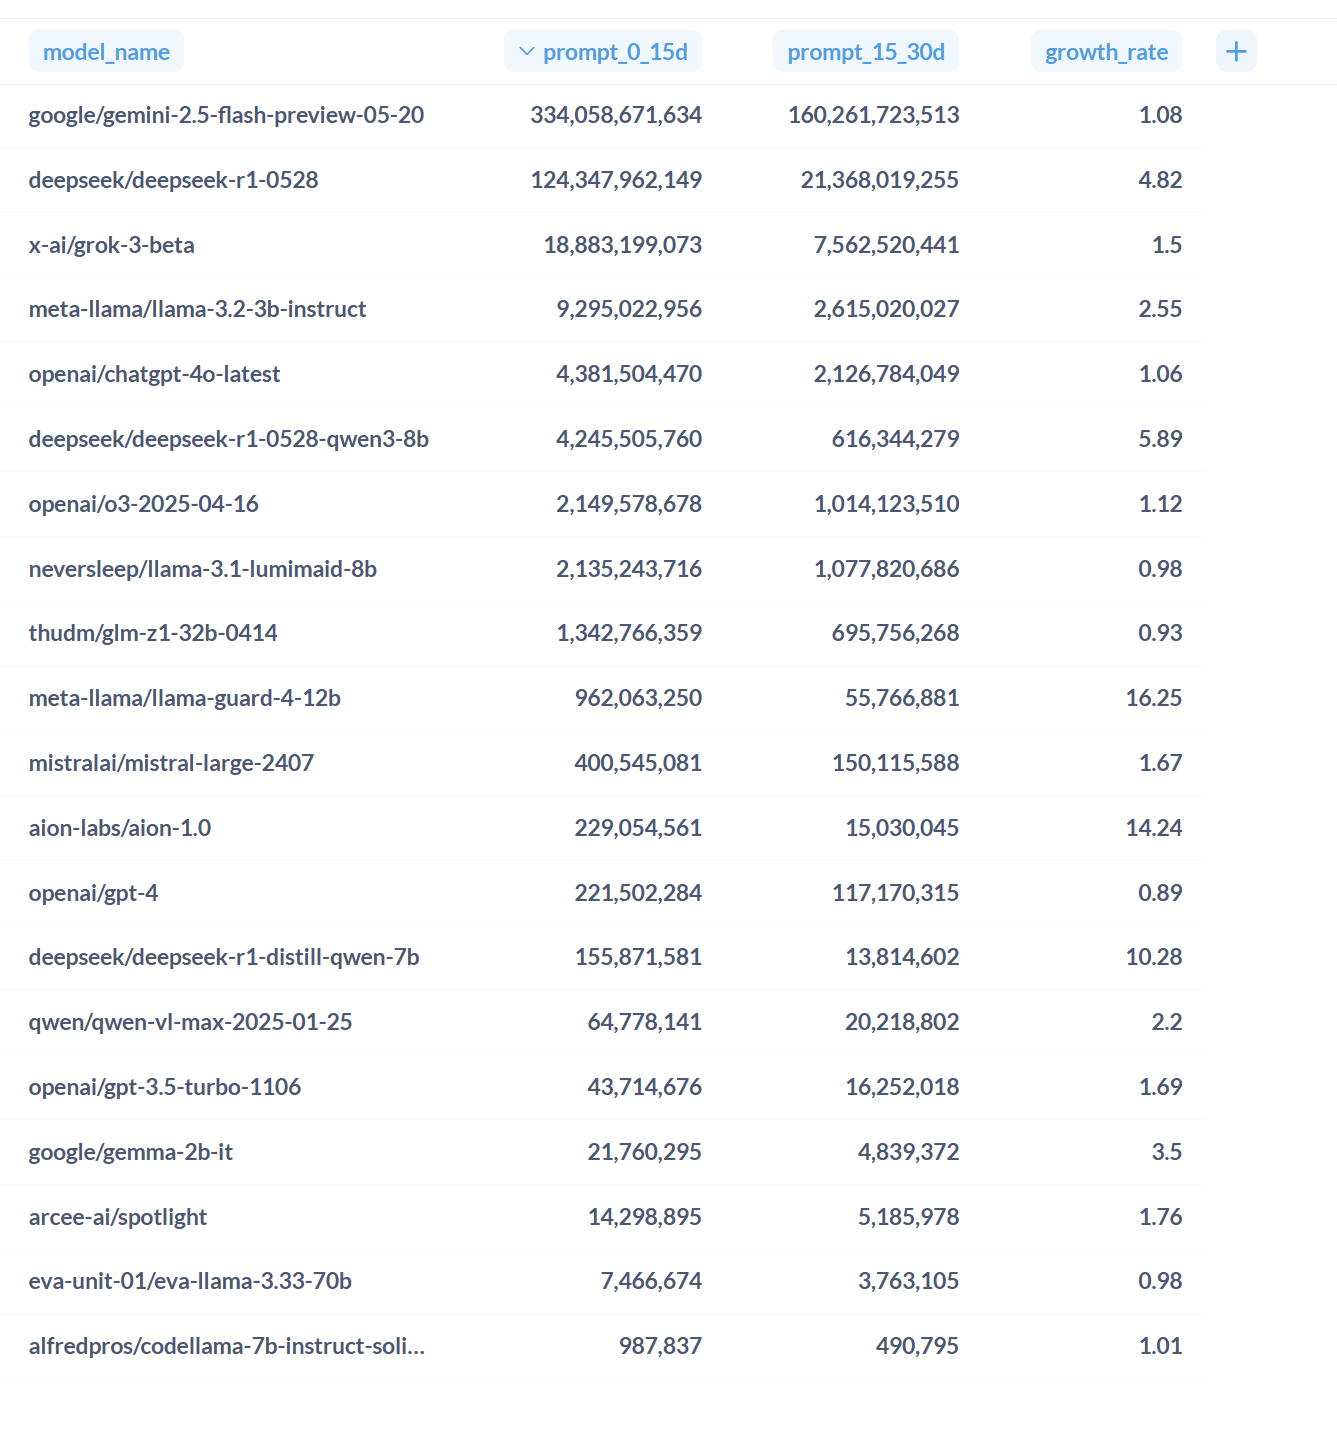 model_name prompt_0_15d prompt_15_30d growth_rate +
google/gemini-2.5-flash-preview-05-20 334,058,671,634 160,261,723,513 1.08
deepseek/deepseek-r1-0528 124,347,962,149 21,368,019,255 4.82
x-ai/grok-3-beta 18,883,199,073 7,562,520,441 1.5
meta-llama/llama-3.2-3b-instruct 9,295,022,956 2,615,020,027 2.55
openai/chatgpt-4o-latest 4,381,504,470 2,126,784,049 1.06
deepseek/deepseek-r1-0528-qwen3-8b 4,245,505,760 616,344,279 5.89
openai/o3-2025-04-16 2,149,578,678 1,014,123,510 1.12
neversleep/llama-3.1-lumimaid-8b 2,135,243,716 1,077,820,686 0.98
thudm/glm-z1-32b-0414 1,342,766,359 695,756,268 0.93
meta-llama/llama-guard-4-12b 962,063,250 55,766,881 16.25
mistralai/mistral-large-2407 400,545,081 150,115,588 1.67
aion-labs/aion-1.0 229,054,561 15,030,045 14.24
openai/gpt-4 221,502,284 117,170,315 0.89
deepseek/deepseek-r1-distill-qwen-7b 155,871,581 13,814,602 10.28
qwen/qwen-vl-max-2025-01-25 64,778,141 20,218,802 2.2
openai/gpt-3.5-turbo-1106 43,714,676 16,252,018 1.69
google/gemma-2b-it 21,760,295 4,839,372 3.5
arcee-ai/spotlight 14,298,895 5,185,978 1.76
eva-unit-01/eva-llama-3.33-70b 7,466,674 3,763,105 0.98
alfredpros/codellama-7b-instruct-soli... 987,837 490,795 1.01